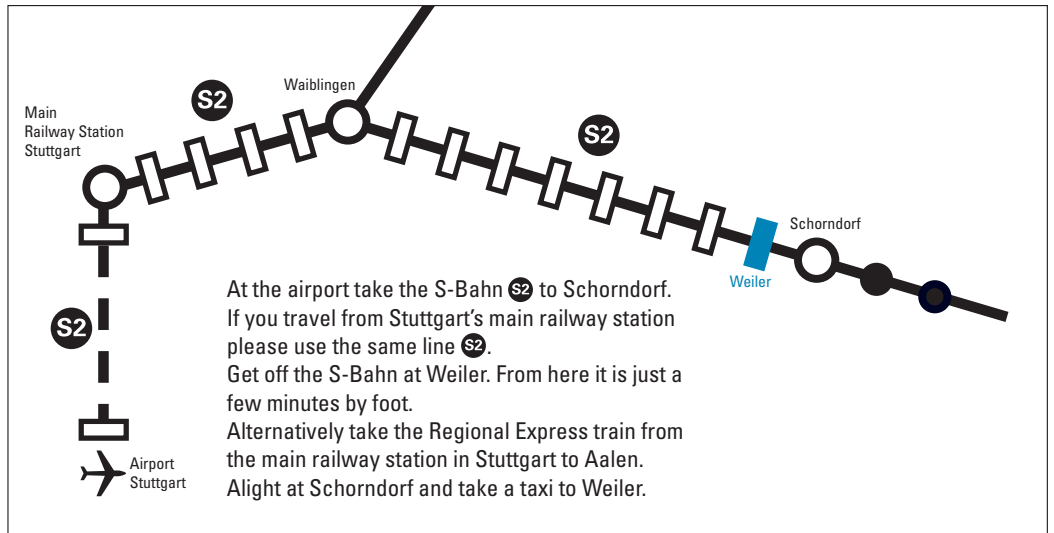 S2
Waiblingen
Main
Railway Station
Stuttgart
S2
Schorndorf
Weiler
At the airport take the S-Bahn S2 to Schorndorf.
If you travel from Stuttgart's main railway station
please use the same line S2.
Get off the S-Bahn at Weiler. From here it is just a
few minutes by foot.
Alternatively take the Regional Express train from
the main railway station in Stuttgart to Aalen.
Alight at Schorndorf and take a taxi to Weiler.
S2
Airport
Stuttgart